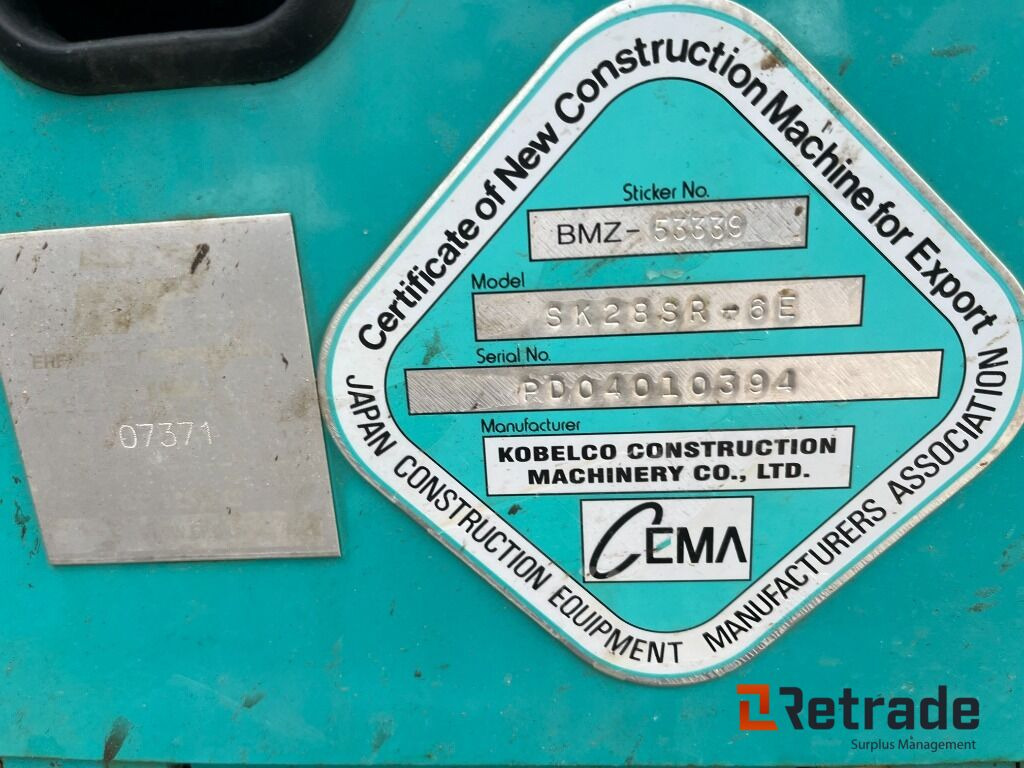 Certificate of New Construction Machine for Export
Sticker No.
BMZ-53339
Model
SK28SR-6E
Serial No.
PD04010394
Manufacturer
KOBELCO CONSTRUCTION
MACHINERY CO., LTD.
CEMA
JAPAN CONSTRUCTION EQUIPMENT MANUFACTURERS ASSOCIATION
07371
Retrade
Surplus Management